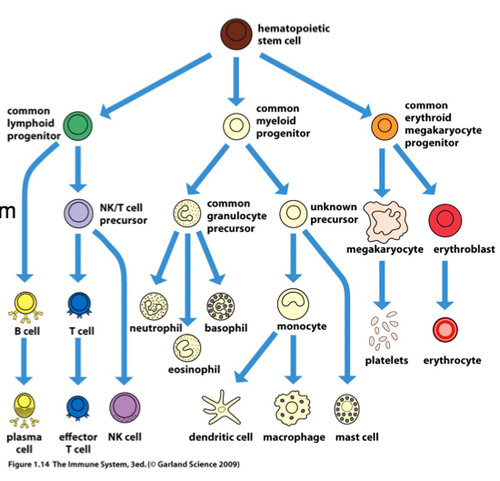 hematopoietic
stem cell
common
lymphoid
progenitor
common
myeloid
progenitor
common
erythroid
megakaryocyte
progenitor
m
NK/T cell
precursor
common
granulocyte
precursor
unknown
precursor
megakaryocyte
erythroblast
B cell
T cell
neutrophil
basophil
eosinophil
monocyte
platelets
erythrocyte
plasma
cell
effector
T cell
NK cell
dendritic cell
macrophage
mast cell
Figure 1.14 The Immune System, 3ed. (© Garland Science 2009)